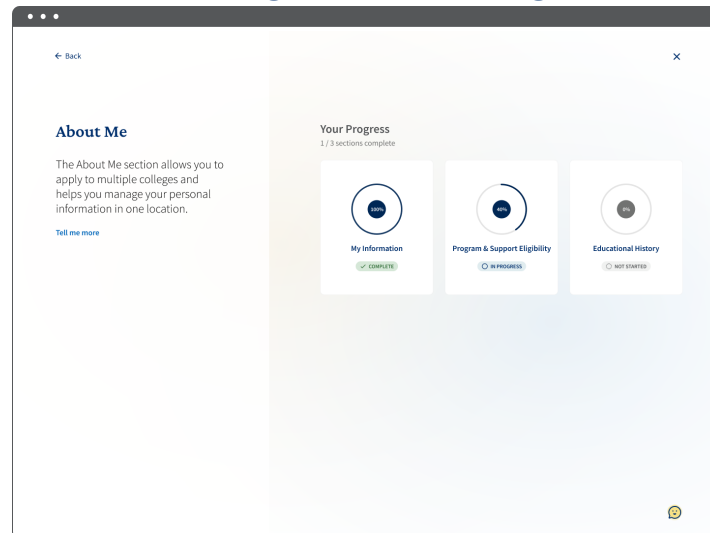 ← Back
About Me
The About Me section allows you to
apply to multiple colleges and
helps you manage your personal
information in one location.
Tell me more
Your Progress
1 / 3 sections complete
100%
My Information
COMPLETE
40%
Program & Support Eligibility
IN PROGRESS
0%
Educational History
NOT STARTED